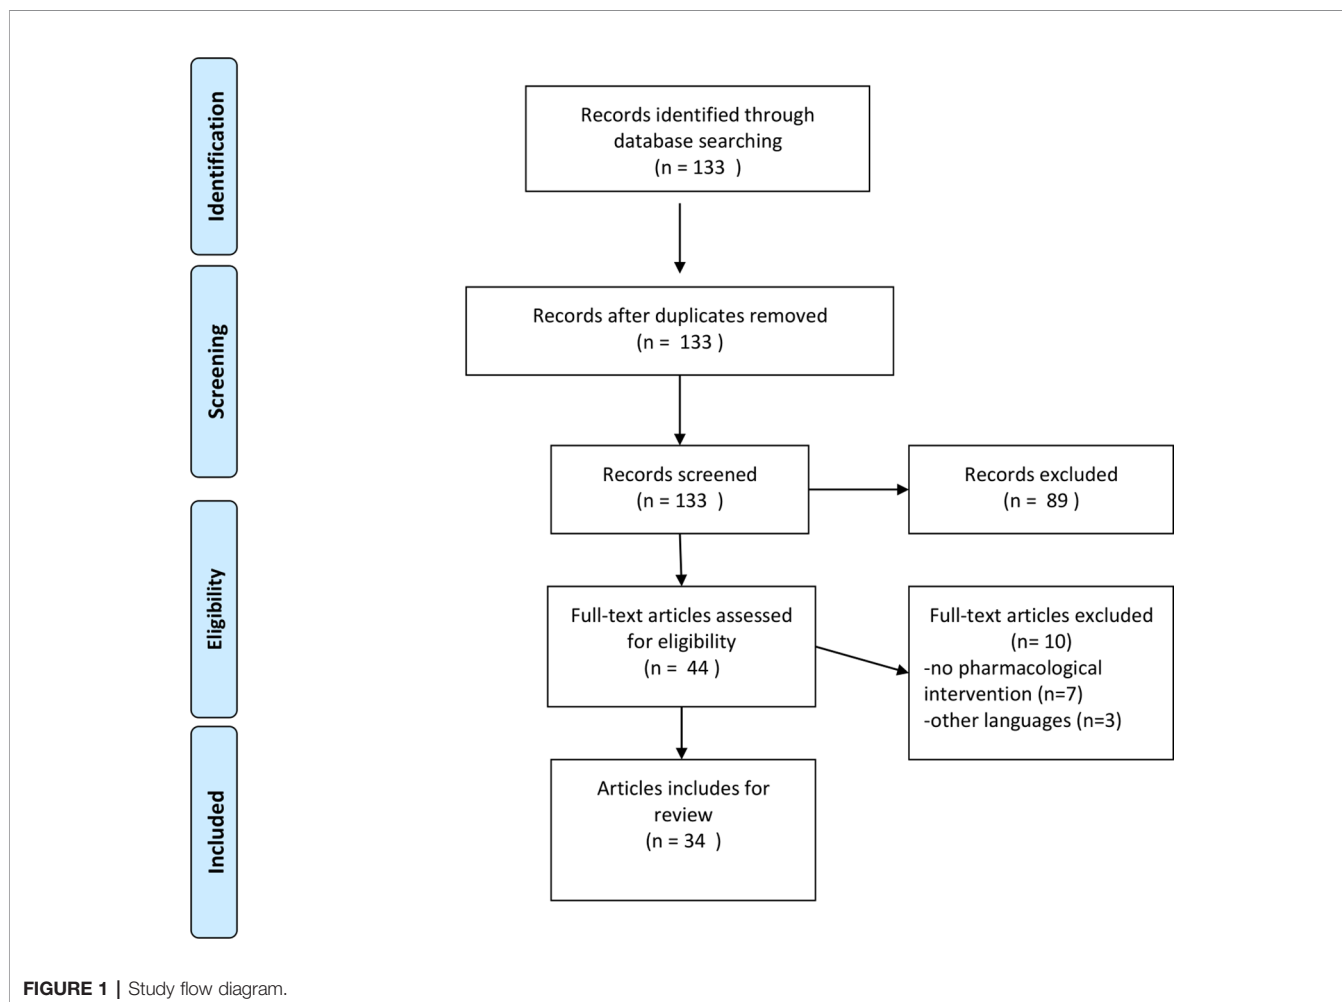 Identification
Records identified through
database searching
(n = 133  )
Screening
Records after duplicates removed
(n =  133 )
Records screened
(n = 133  )
Records excluded
(n =  89 )
Eligibility
Full-text articles assessed
for eligibility
(n =  44 )
Full-text articles excluded
(n= 10)
-no pharmacological
intervention (n=7)
-other languages (n=3)
Included
Articles includes for
review
(n = 34  )
FIGURE 1 | Study flow diagram.